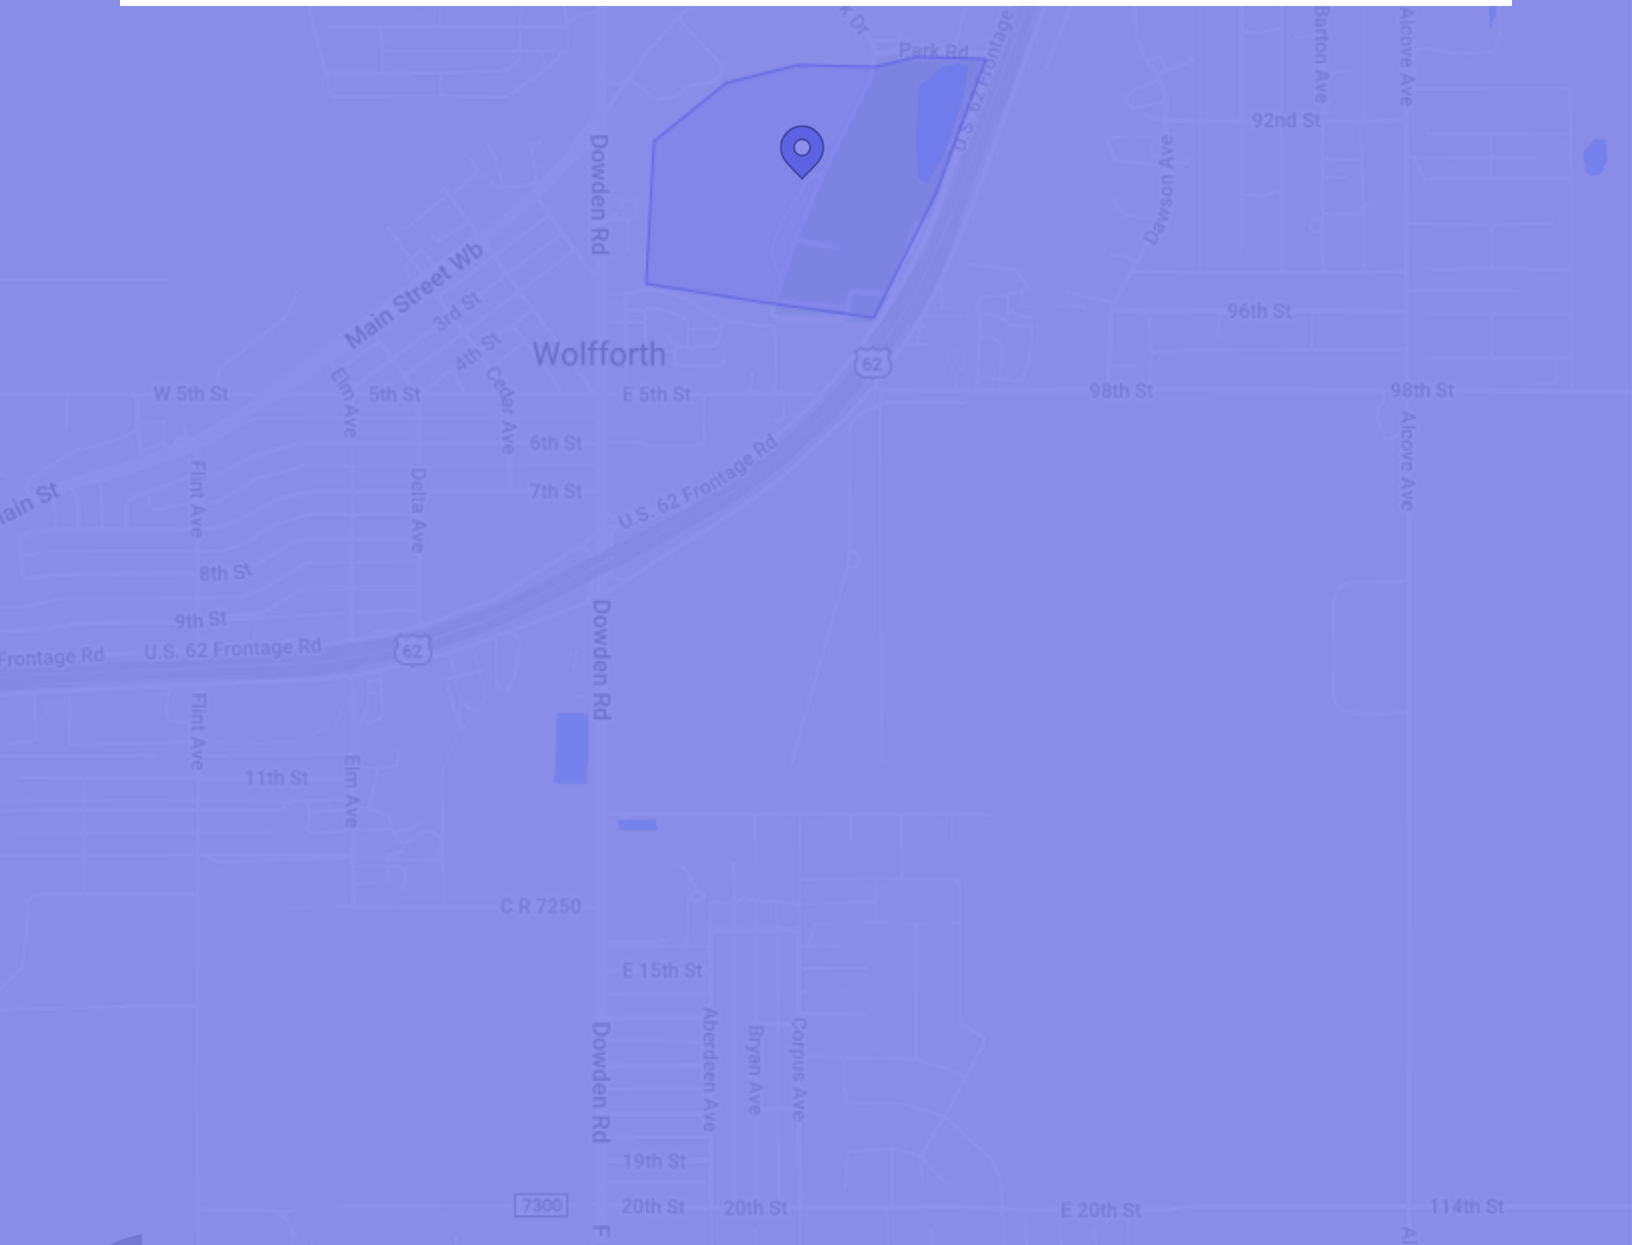 k Dr
Park Rd
U.S. 62 Frontage
Barton Ave
Alcove Ave
92nd St
Dowden Rd
Dawson Ave
Main Street Wb
3rd St
96th St
4th St
Wolfforth
62
W 5th St
Elm Ave
5th St
Cedar Ave
E 5th St
98th St
98th St
6th St
Alcove Ave
Flint Ave
Delta Ave
7th St
U.S. 62 Frontage Rd
Main St
8th St
9th St
Dowden Rd
Frontage Rd
U.S. 62 Frontage Rd
62
Flint Ave
Elm Ave
11th St
C R 7250
E 15th St
Aberdeen Ave
Bryan Ave
Corpus Ave
Dowden Rd
19th St
7300
20th St
20th St
E 20th St
114th St
F
Al